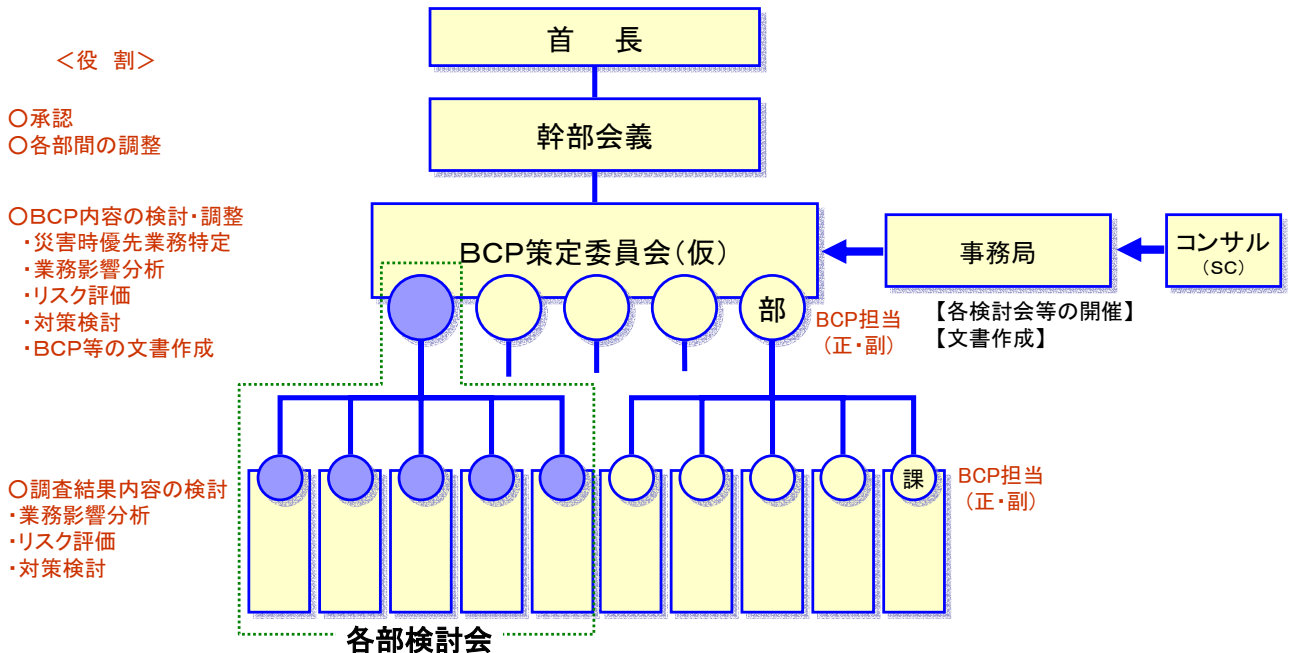 首　長
＜役 割＞
○承認
○各部間の調整
幹部会議
○BCP内容の検討・調整
・災害時優先業務特定
・業務影響分析
・リスク評価
・対策検討
・BCP等の文書作成
BCP策定委員会（仮）
事務局
コンサル
（SC）
【各検討会等の開催】
【文書作成】
部
BCP担当
（正・副）
○調査結果内容の検討
・業務影響分析
・リスク評価
・対策検討
課
BCP担当
（正・副）
各部検討会